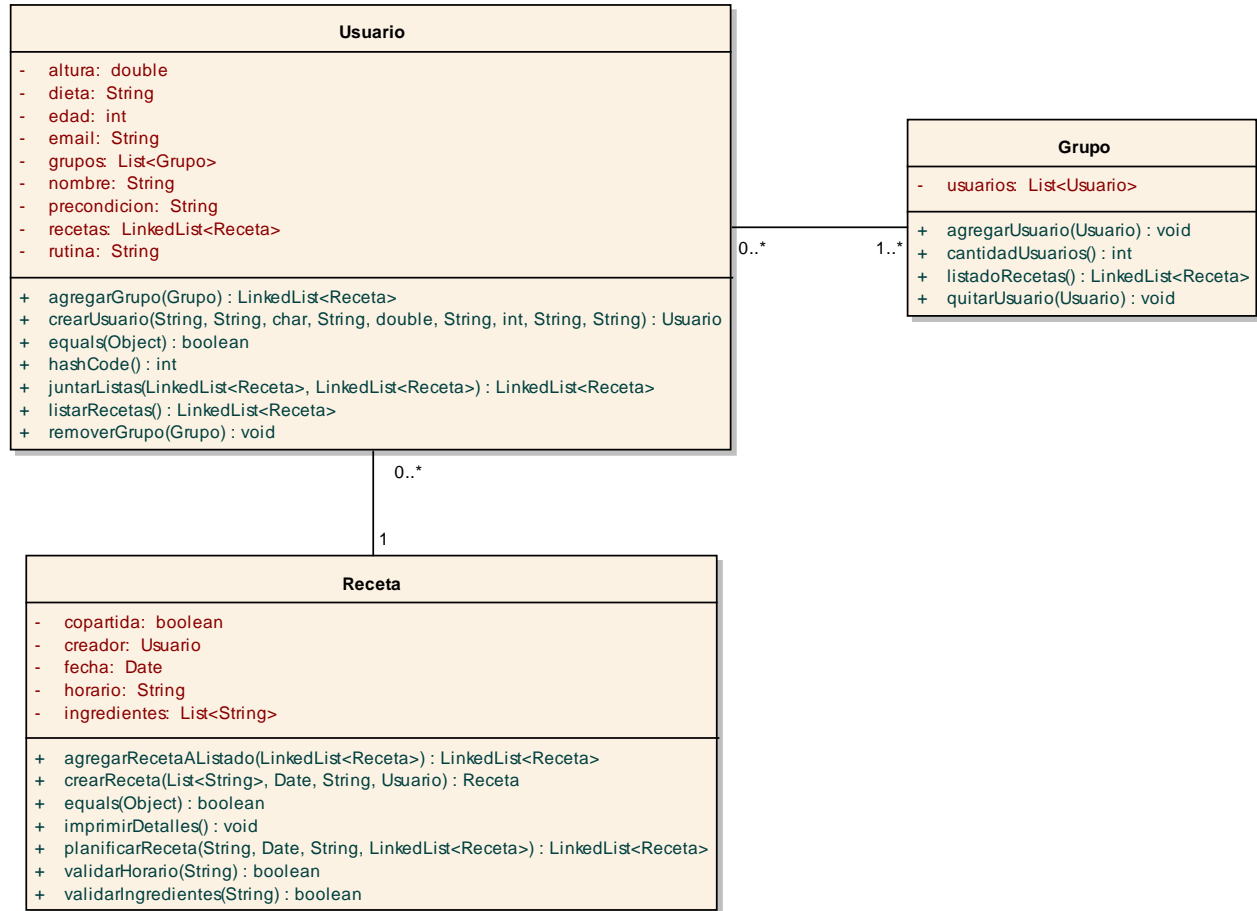 Usuario
- altura: double
- dieta: String
- edad: int
- email: String
- grupos: List<Grupo>
- nombre: String
- precondicion: String
- recetas: LinkedList<Receta>
- rutina: String
+ agregarGrupo(Grupo) : LinkedList<Receta>
+ crearUsuario(String, String, char, String, double, String, int, String, String) : Usuario
+ equals(Object) : boolean
+ hashCode() : int
+ juntarListas(LinkedList<Receta>, LinkedList<Receta>) : LinkedList<Receta>
+ listarRecetas() : LinkedList<Receta>
+ removerGrupo(Grupo) : void
Grupo
- usuarios: List<Usuario>
+ agregarUsuario(Usuario) : void
+ cantidadUsuarios() : int
+ listadoRecetas() : LinkedList<Receta>
+ quitarUsuario(Usuario) : void
0..*
1..*
0..*
1
Receta
- copartida: boolean
- creador: Usuario
- fecha: Date
- horario: String
- ingredientes: List<String>
+ agregarRecetaAListado(LinkedList<Receta>) : LinkedList<Receta>
+ crearReceta(List<String>, Date, String, Usuario) : Receta
+ equals(Object) : boolean
+ imprimirDetalles() : void
+ planificarReceta(String, Date, String, LinkedList<Receta>) : LinkedList<Receta>
+ validarHorario(String) : boolean
+ validarIngredientes(String) : boolean